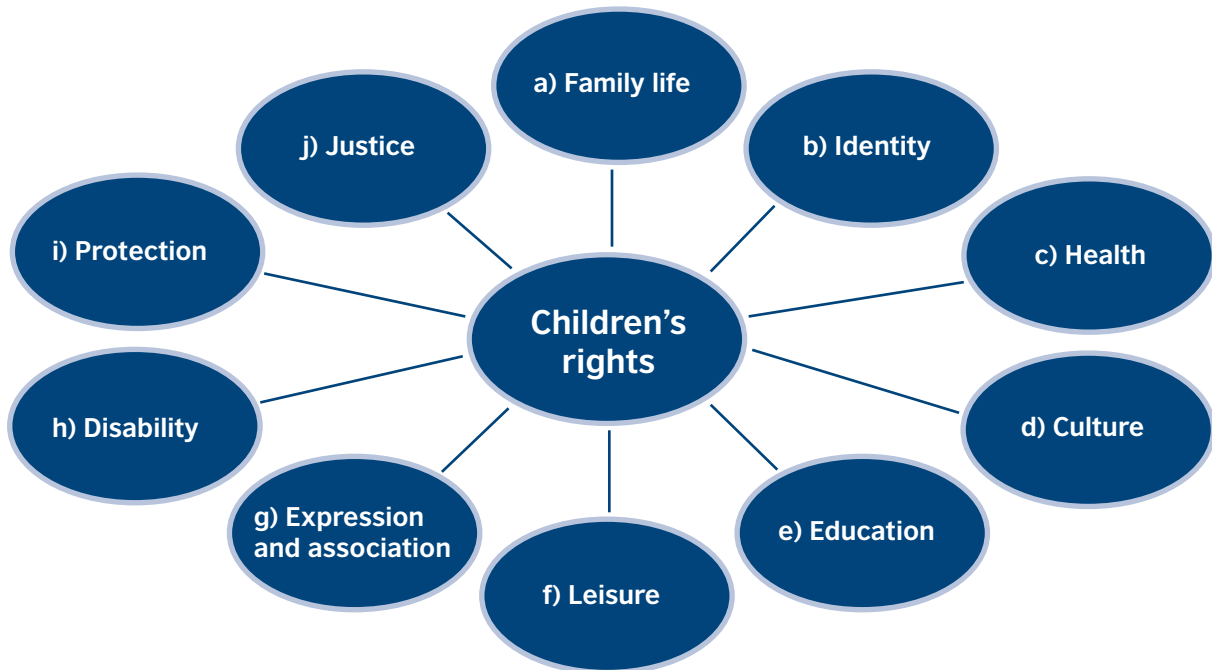 a) Family life
b) Identity
c) Health
d) Culture
e) Education
f) Leisure
g) Expression
and association
h) Disability
i) Protection
j) Justice
Children’s
rights